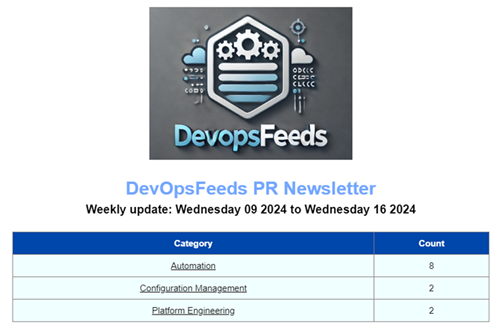 DevopsFeeds
DevOpsFeeds PR Newsletter
Weekly update: Wednesday 09 2024 to Wednesday 16 2024
Category Count
Automation 8
Configuration Management 2
Platform Engineering 2